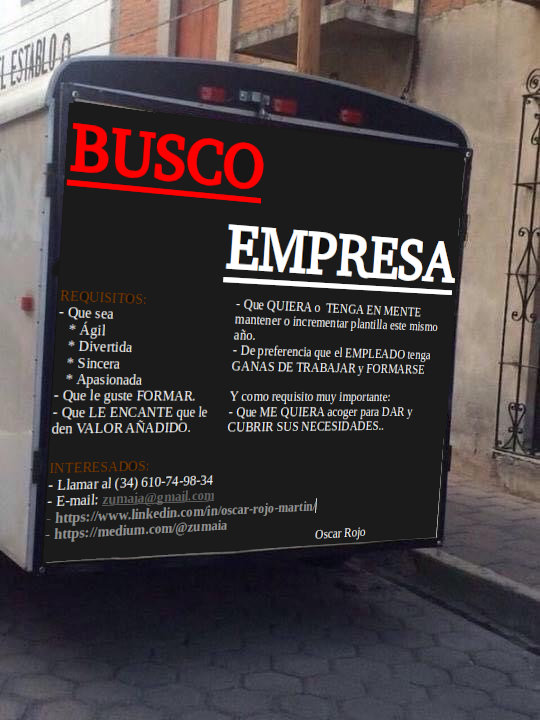 EL ESTABLO
BUSCO
EMPRESA
REQUISITOS:
- Que sea
* Ágil
* Divertida
* Sincera
* Apasionada
- Que le guste FORMAR.
- Que LE ENCANTE que le
den VALOR AÑADIDO.
- Que QUIERA o TENGA EN MENTE
mantener o incrementar plantilla este mismo
año.
- De preferencia que el EMPLEADO tenga
GANAS DE TRABAJAR y FORMARSE
Y como requisito muy importante:
- Que ME QUIERA acoger para DAR y
CUBRIR SUS NECESIDADES..
INTERESADOS:
- Llamar al (34) 610-74-98-34
- E-mail: zumaia@gmail.com
- https://www.linkedin.com/in/oscar-rojo-martin/
- https://medium.com/@zumaia
Oscar Rojo